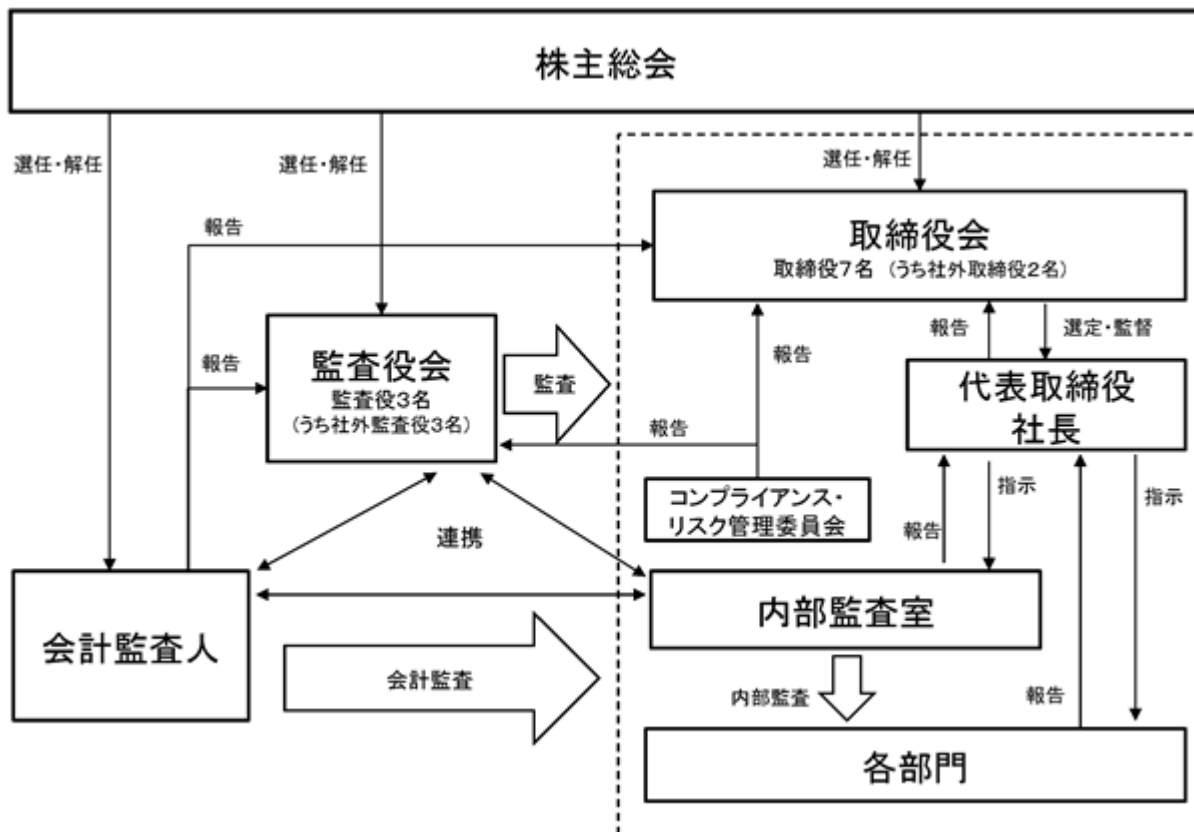 株主総会
選任・解任
選任・解任
選任・解任
報告
取締役会
取締役7名 (うち社外取締役2名)
監査役会
監査役3名
(うち社外監査役3名)
報告
監査
報告
報告
選定・監督
代表取締役
社長
報告
コンプライアンス・
リスク管理委員会
報告
指示
指示
連携
会計監査人
内部監査室
会計監査
内部監査
報告
各部門